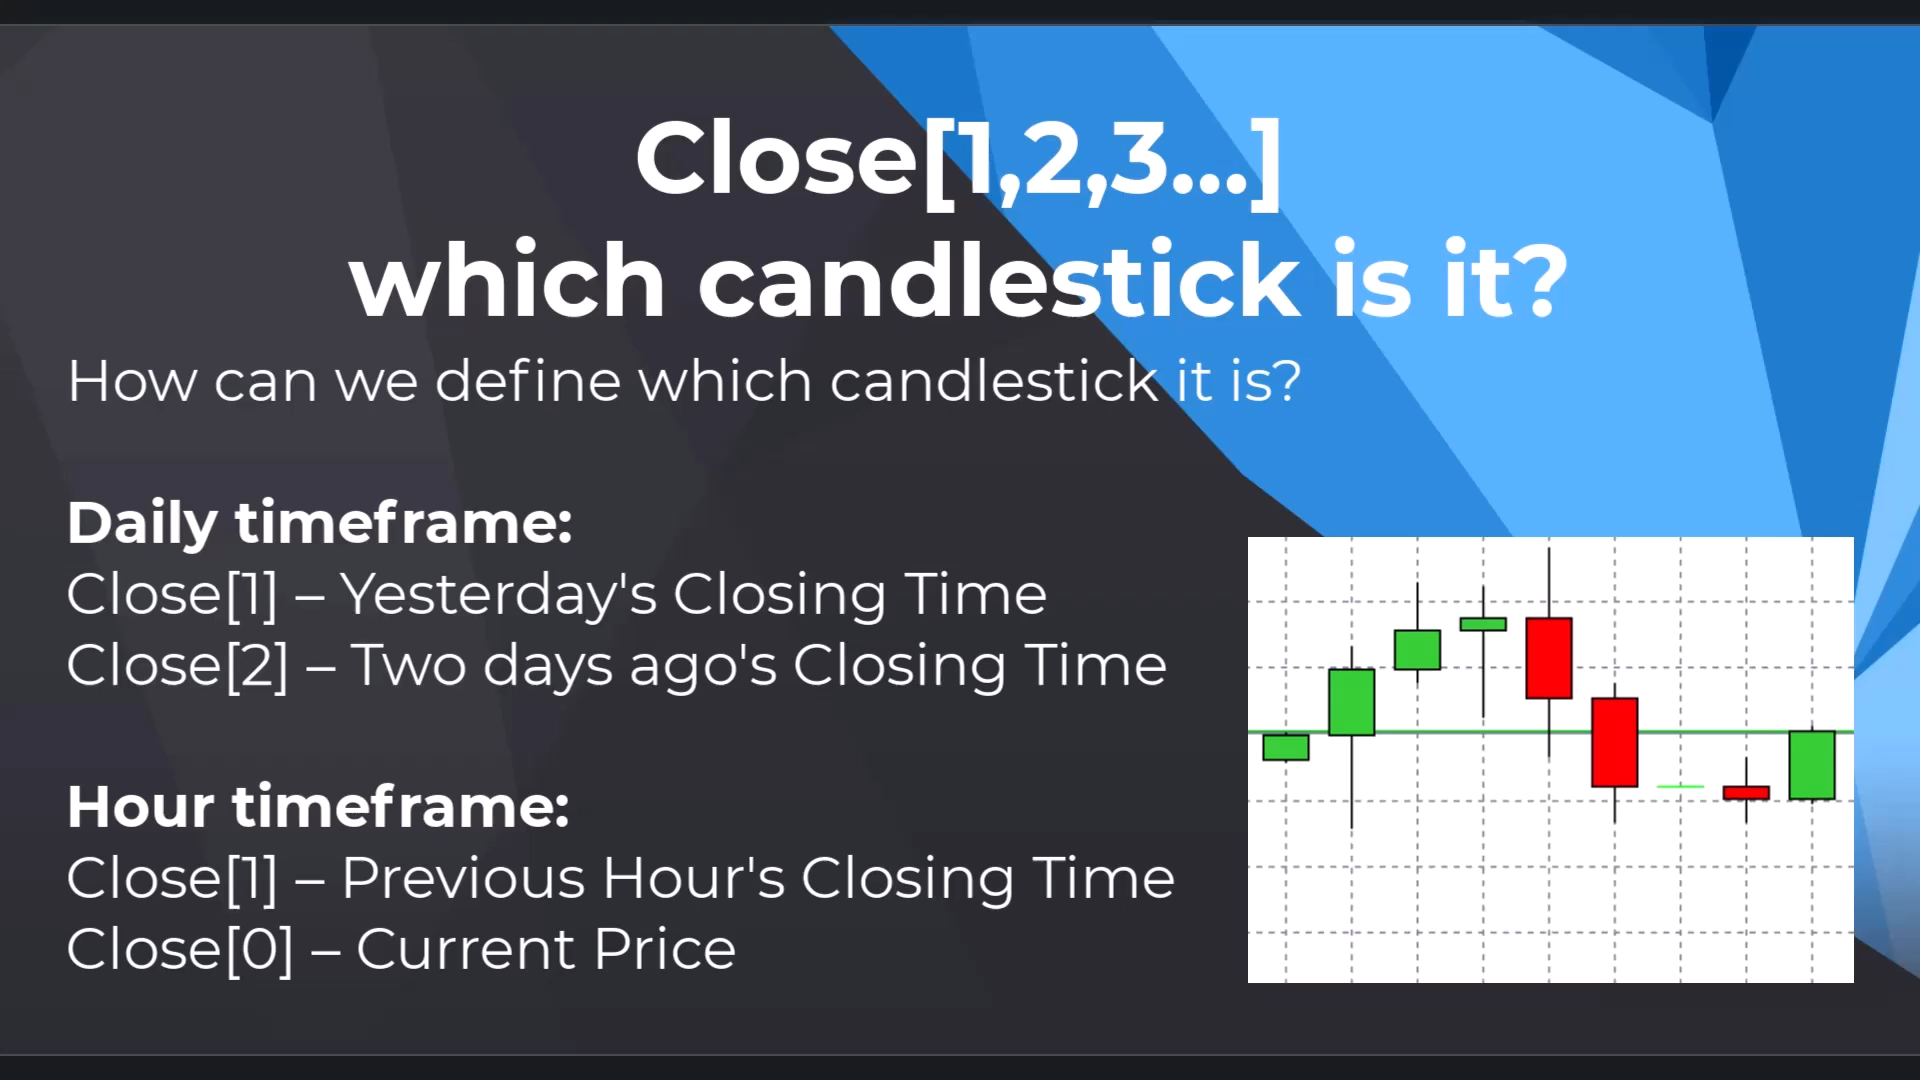 Close[1,2,3...]
which candlestick is it?
How can we define which candlestick it is?
Daily timeframe:
Close[1] – Yesterday's Closing Time
Close[2] – Two days ago's Closing Time
Hour timeframe:
Close[1] – Previous Hour's Closing Time
Close[0] – Current Price